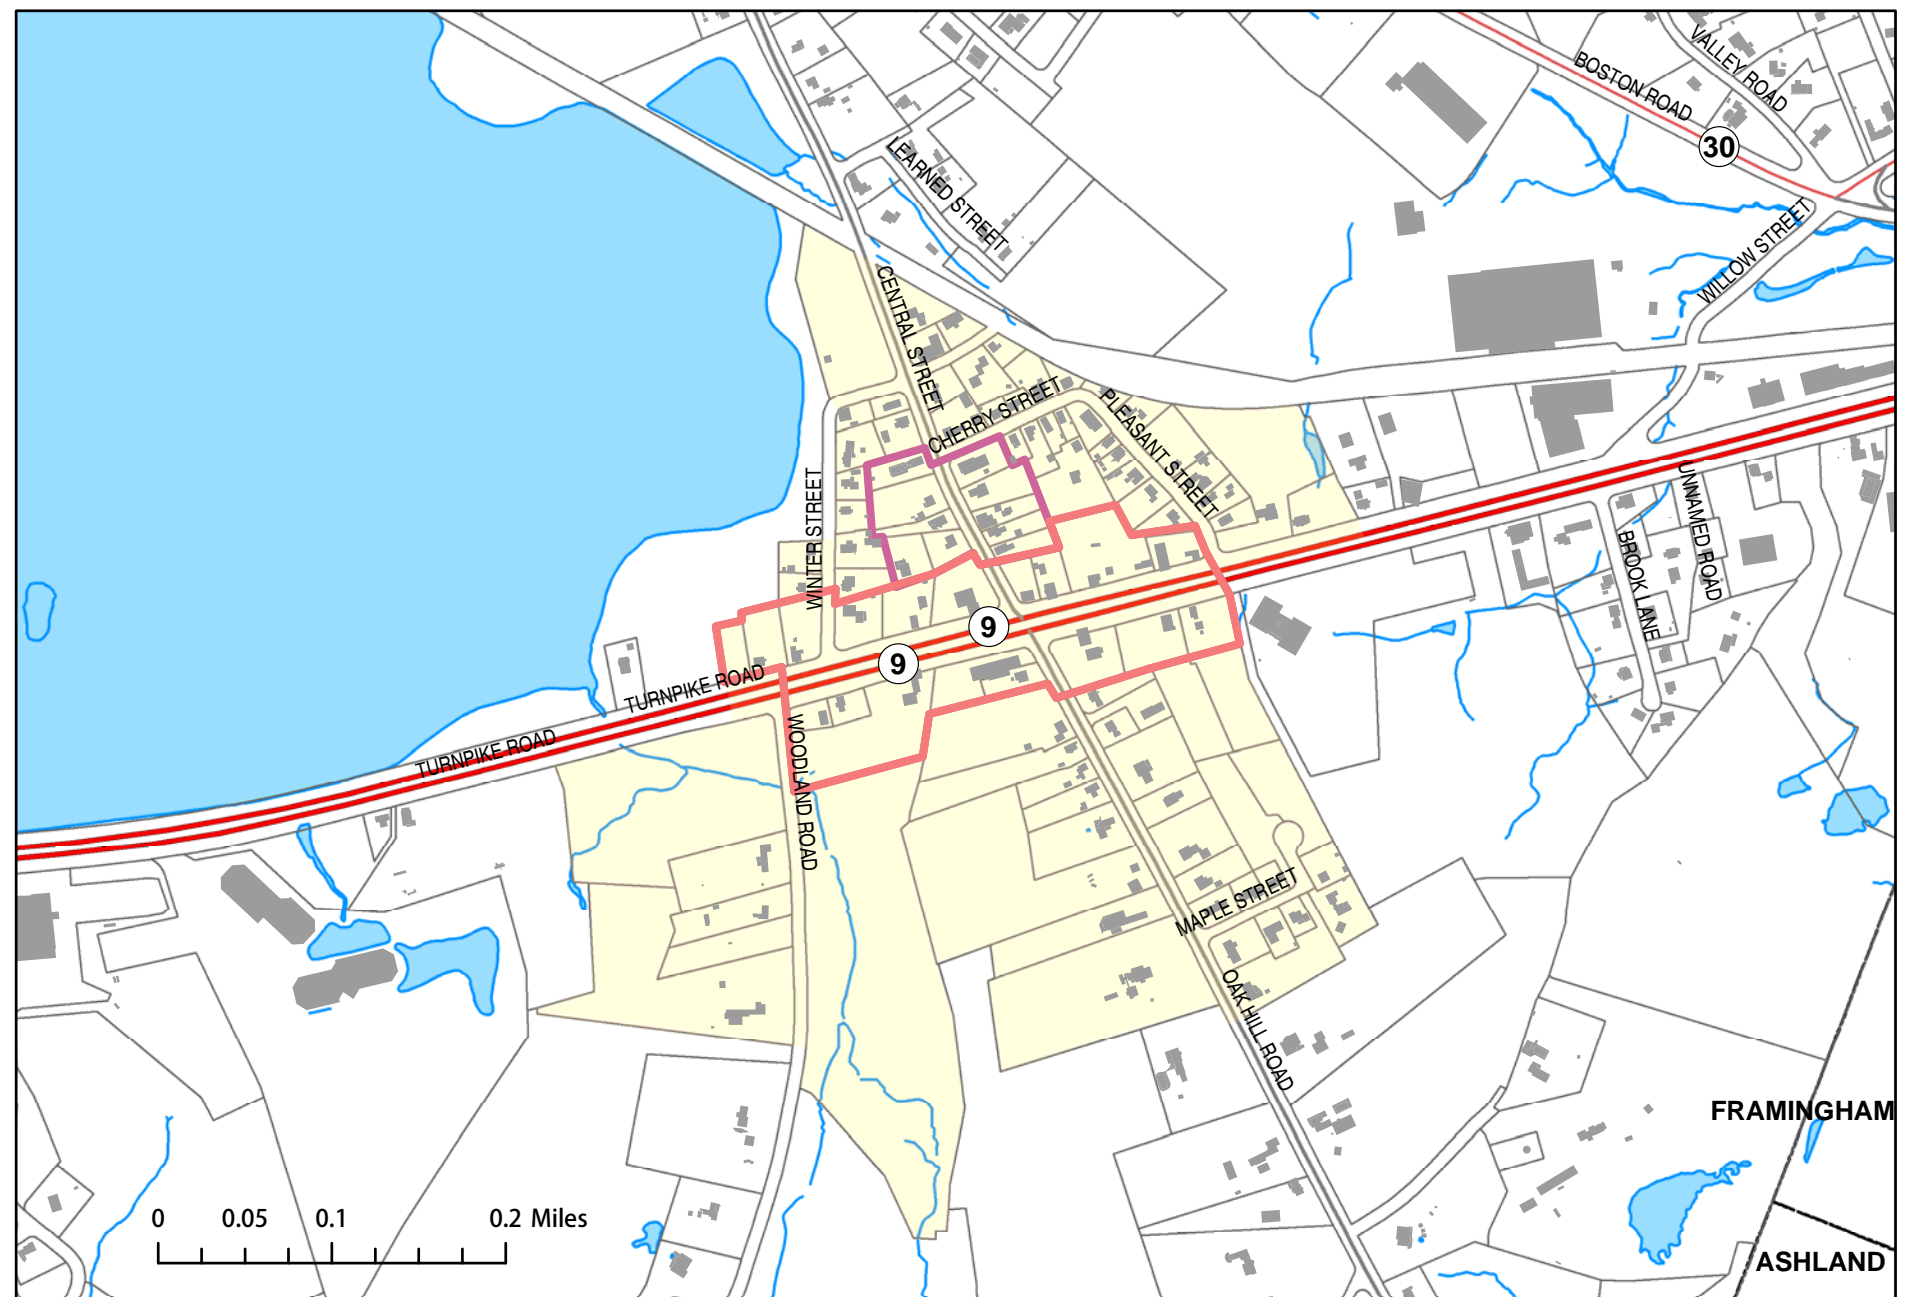 VALLEY ROAD
BOSTON ROAD
30
LEARNED STREET
WILLOW STREET
CENTRAL STREET
CHERRY STREET
PLEASANT STREET
WINTER STREET
UNNAMED ROAD
BROOK LANE
9
9
TURNPIKE ROAD
TURNPIKE ROAD
WOODLAND ROAD
MAPLE STREET
OAK HILL ROAD
FRAMINGHAM
ASHLAND
0 0.05 0.1 0.2 Miles